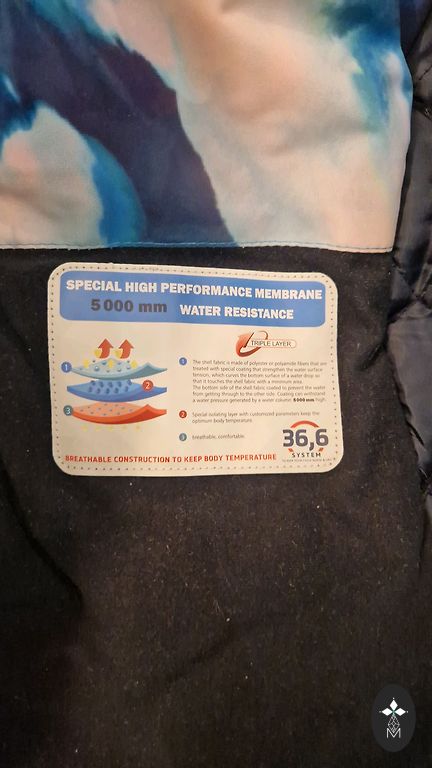 SPECIAL HIGH PERFORMANCE MEMBRANE
5 000 mm WATER RESISTANCE
TRIPLE LAYER
1
2
3
1 The shell fabric is made of polyester or polyamide fibers that are
treated with special coating that strengthen the water surface
tension, which curves the bottom surface of a water drop so
that it touches the shell fabric with a minimum area.
The bottom side of the shell fabric coated to prevent the water
from getting through to the other side. Coating can withstand
a water pressure generated by a water column 5 000 mm high.
2 Special isolating layer with customized parameters keep the
optimum body temperature.
3 Breathable, comfortable.
36,6
SYSTEM
BREATHABLE CONSTRUCTION TO KEEP BODY TEMPERATURE
M